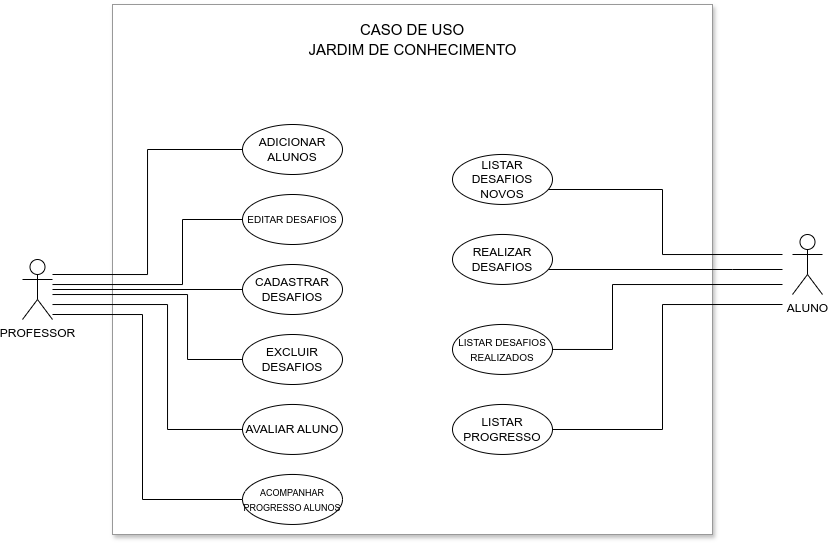 CASO DE USO
JARDIM DE CONHECIMENTO
ADICIONAR
ALUNOS
EDITAR DESAFIOS
CADASTRAR
DESAFIOS
EXCLUIR
DESAFIOS
AVALIAR ALUNO
ACOMPANHAR
PROGRESSO ALUNOS
LISTAR
DESAFIOS
NOVOS
REALIZAR
DESAFIOS
LISTAR DESAFIOS
REALIZADOS
LISTAR
PROGRESSO
PROFESSOR
ALUNO